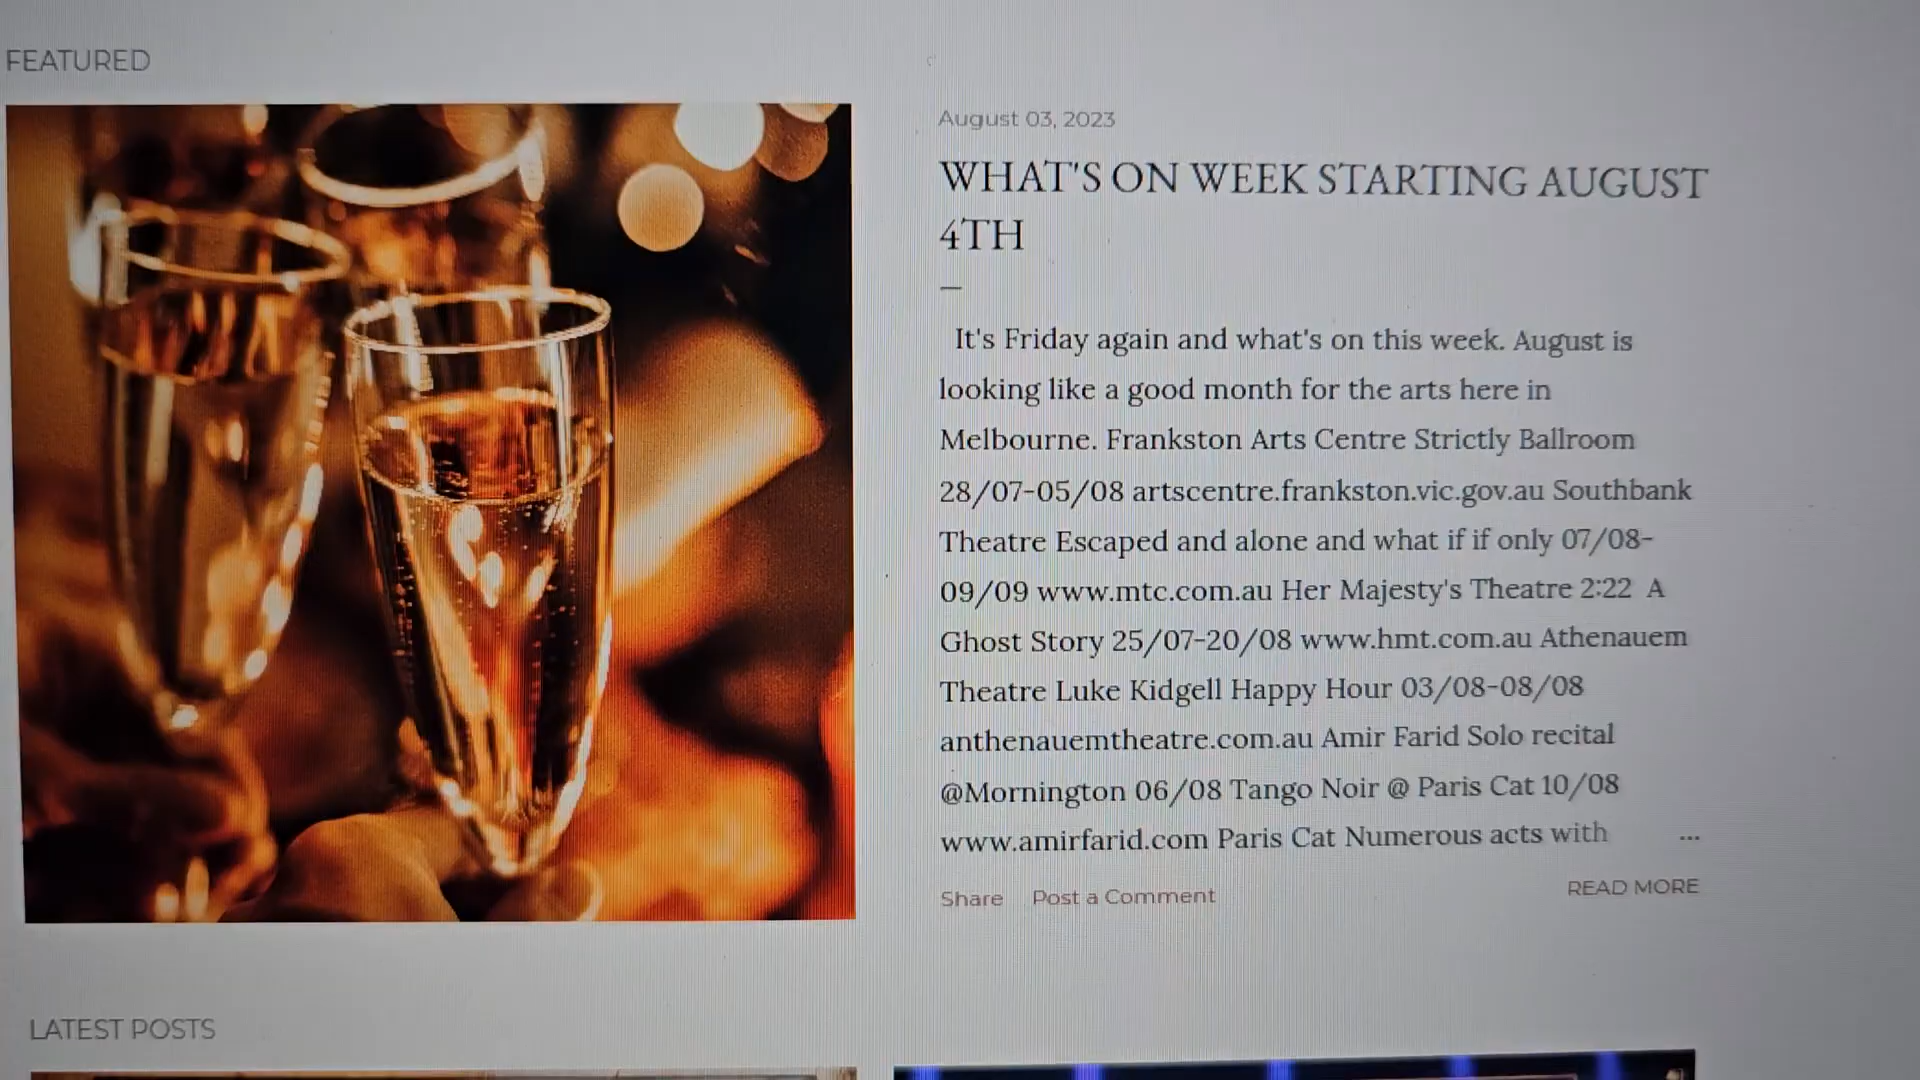 FEATURED
August 03, 2023
WHAT'S ON WEEK STARTING AUGUST
4TH
It's Friday again and what's on this week. August is
looking like a good month for the arts here in
Melbourne. Frankston Arts Centre Strictly Ballroom
28/07-05/08 artscentre.frankston.vic.gov.au Southbank
Theatre Escaped and alone and what if if only 07/08-
09/09 www.mtc.com.au Her Majesty's Theatre 2:22 A
Ghost Story 25/07-20/08 www.hmt.com.au Athenauem
Theatre Luke Kidgell Happy Hour 03/08-08/08
anthenauemtheatre.com.au Amir Farid Solo recital
@Mornington 06/08 Tango Noir @ Paris Cat 10/08
www.amirfarid.com Paris Cat Numerous acts with ...
Share Post a Comment READ MORE
LATEST POSTS